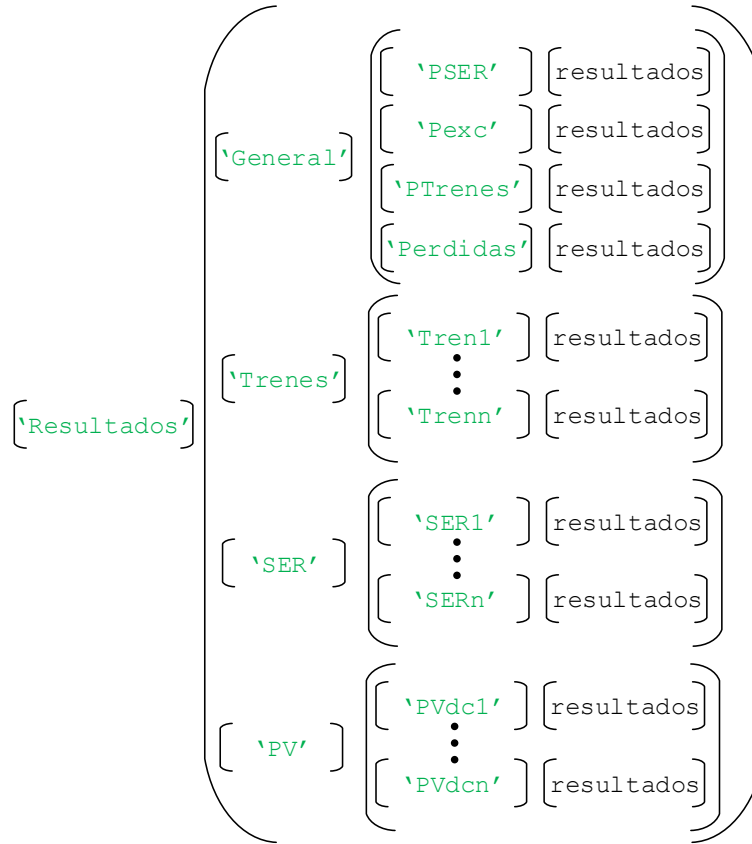 ‘PSER’ resultados
‘Pexc’ resultados
‘General’
‘PTrenes’ resultados
‘Perdidas’ resultados
‘Tren1’ resultados
‘Trenes’
‘Trenn’ resultados
‘Resultados’
‘SER1’ resultados
‘SER’
‘SERn’ resultados
‘PVdc1’ resultados
‘PV’
‘PVdcn’ resultados